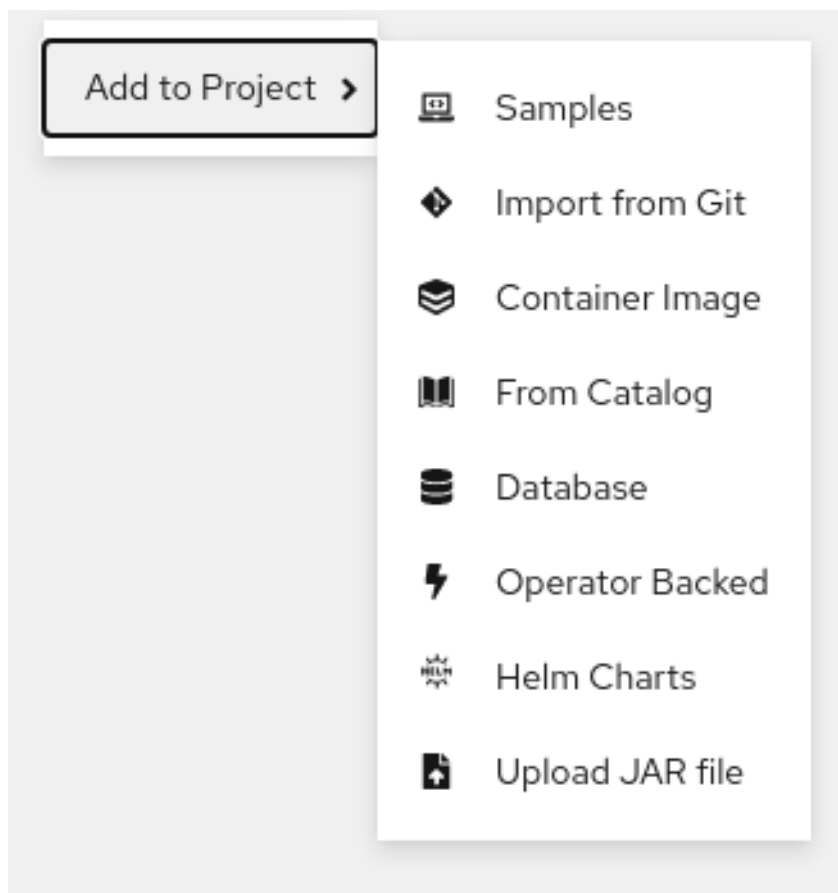 Add to Project
Samples
Import from Git
Container Image
From Catalog
Database
Operator Backed
HELM
Helm Charts
Upload JAR file